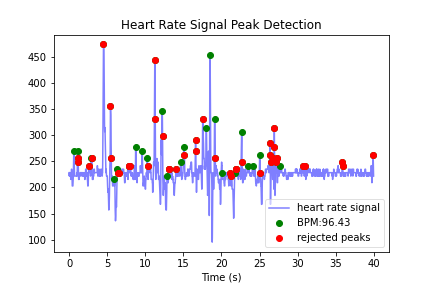 Heart Rate Signal Peak Detection
450
400
350
300
250
200
150
100
heart rate signal
BPM:96.43
rejected peaks
0 5 10 15 20 25 30 35 40
Time (s)